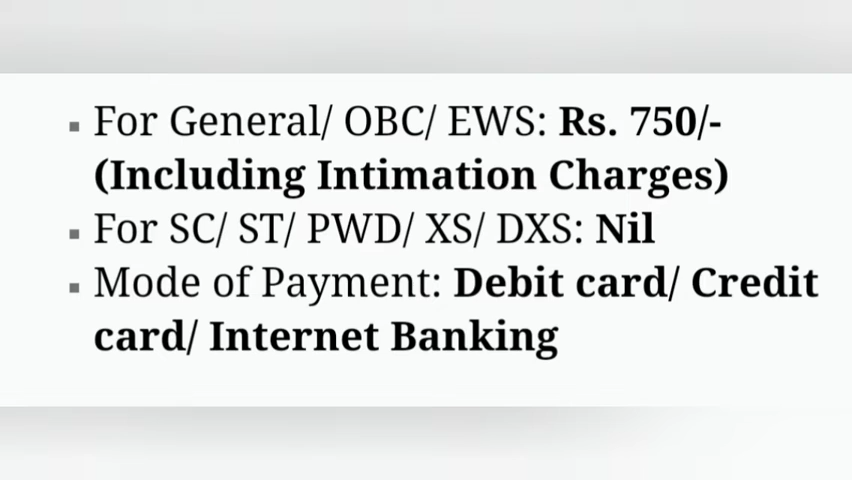 ▪ For General/ OBC/ EWS: Rs. 750/-
(Including Intimation Charges)
▪ For SC/ ST/ PWD/ XS/ DXS: Nil
▪ Mode of Payment: Debit card/ Credit
card/ Internet Banking